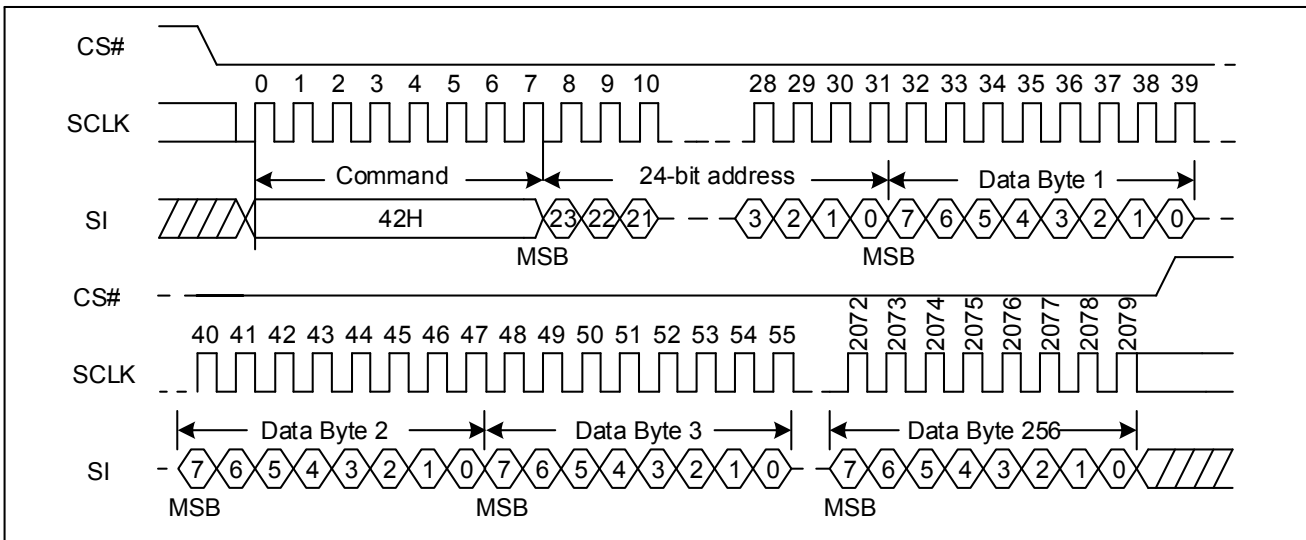 CS#
0 1 2 3 4 5 6 7 8 9 10 28 29 30 31 32 33 34 35 36 37 38 39
SCLK
Command 24-bit address Data Byte 1
SI 42H 23 22 21 3 2 1 0 7 6 5 4 3 2 1 0
MSB MSB
CS#
2072 2073 2074 2075 2076 2077 2078 2079
40 41 42 43 44 45 46 47 48 49 50 51 52 53 54 55
SCLK
Data Byte 2 Data Byte 3 Data Byte 256
SI 7 6 5 4 3 2 1 0 7 6 5 4 3 2 1 0 7 6 5 4 3 2 1 0
MSB MSB MSB